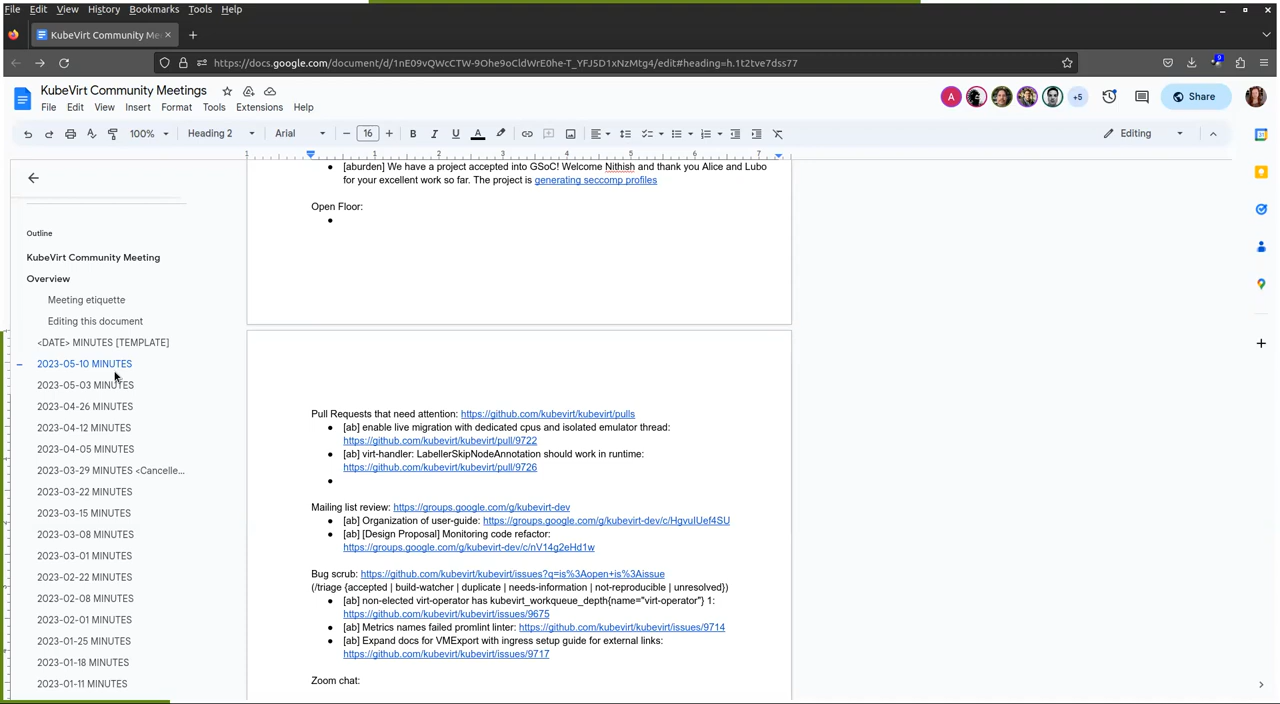 File Edit View History Bookmarks Tools Help
KubeVirt Community Me
https://docs.google.com/document/d/1nE09vQWcCTW-9Ohe9oCldWrE0he-T_YFJ5D1xNzMtg4/edit#heading=h.1t2tve7dss77
KubeVirt Community Meetings
File Edit View Insert Format Tools Extensions Help
A +5 Share
100% Heading 2 Arial 16 B I U A Editing
1 1 2 3 4 5 6 7
[aburden] We have a project accepted into GSoC! Welcome Nithish and thank you Alice and Lubo
for your excellent work so far. The project is generating seccomp profiles
Open Floor:
Outline
KubeVirt Community Meeting
Overview
Meeting etiquette
Editing this document
<DATE> MINUTES [TEMPLATE]
2023-05-10 MINUTES
2023-05-03 MINUTES
2023-04-26 MINUTES
2023-04-12 MINUTES
2023-04-05 MINUTES
2023-03-29 MINUTES <Cancelle...
2023-03-22 MINUTES
2023-03-15 MINUTES
2023-03-08 MINUTES
2023-03-01 MINUTES
2023-02-22 MINUTES
2023-02-08 MINUTES
2023-02-01 MINUTES
2023-01-25 MINUTES
2023-01-18 MINUTES
2023-01-11 MINUTES
Pull Requests that need attention: https://github.com/kubevirt/kubevirt/pulls
[ab] enable live migration with dedicated cpus and isolated emulator thread:
https://github.com/kubevirt/kubevirt/pull/9722
[ab] virt-handler: LabellerSkipNodeAnnotation should work in runtime:
https://github.com/kubevirt/kubevirt/pull/9726
Mailing list review: https://groups.google.com/g/kubevirt-dev
[ab] Organization of user-guide: https://groups.google.com/g/kubevirt-dev/c/HgvuIUef4SU
[ab] [Design Proposal] Monitoring code refactor:
https://groups.google.com/g/kubevirt-dev/c/nV14g2eHd1w
Bug scrub: https://github.com/kubevirt/kubevirt/issues?q=is%3Aopen+is%3Aissue
(/triage {accepted | build-watcher | duplicate | needs-information | not-reproducible | unresolved})
[ab] non-elected virt-operator has kubevirt_workqueue_depth{name="virt-operator"} 1:
https://github.com/kubevirt/kubevirt/issues/9675
[ab] Metrics names failed promlint linter: https://github.com/kubevirt/kubevirt/issues/9714
[ab] Expand docs for VMExport with ingress setup guide for external links:
https://github.com/kubevirt/kubevirt/issues/9717
Zoom chat: